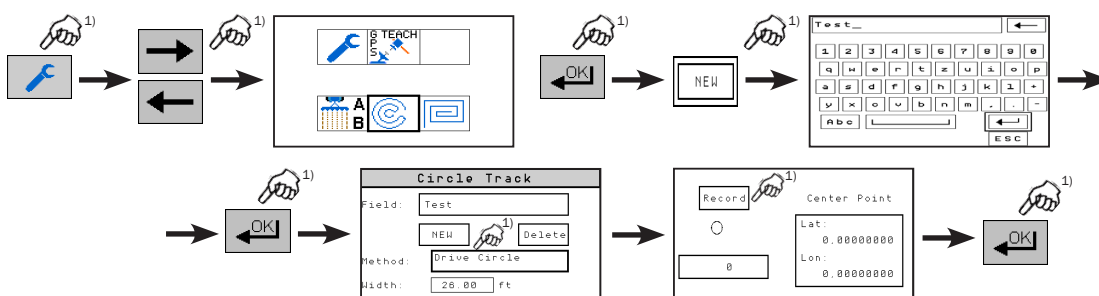 1)
1)
G
P
S
TEACH
A
B
1)
OK
1)
NEW
Test_
1 2 3 4 5 6 7 8 9 0
q w e r t z u i o p
a s d f g h j k l +
y x c v b n m , . -
Abc
ESC
1)
OK
Circle Track
Field: Test
NEW 1) Delete
Method: Drive Circle
Width: 26.00 ft
Record 1)
Center Point
Lat:
0.00000000
Lon:
0.00000000
0
1)
OK